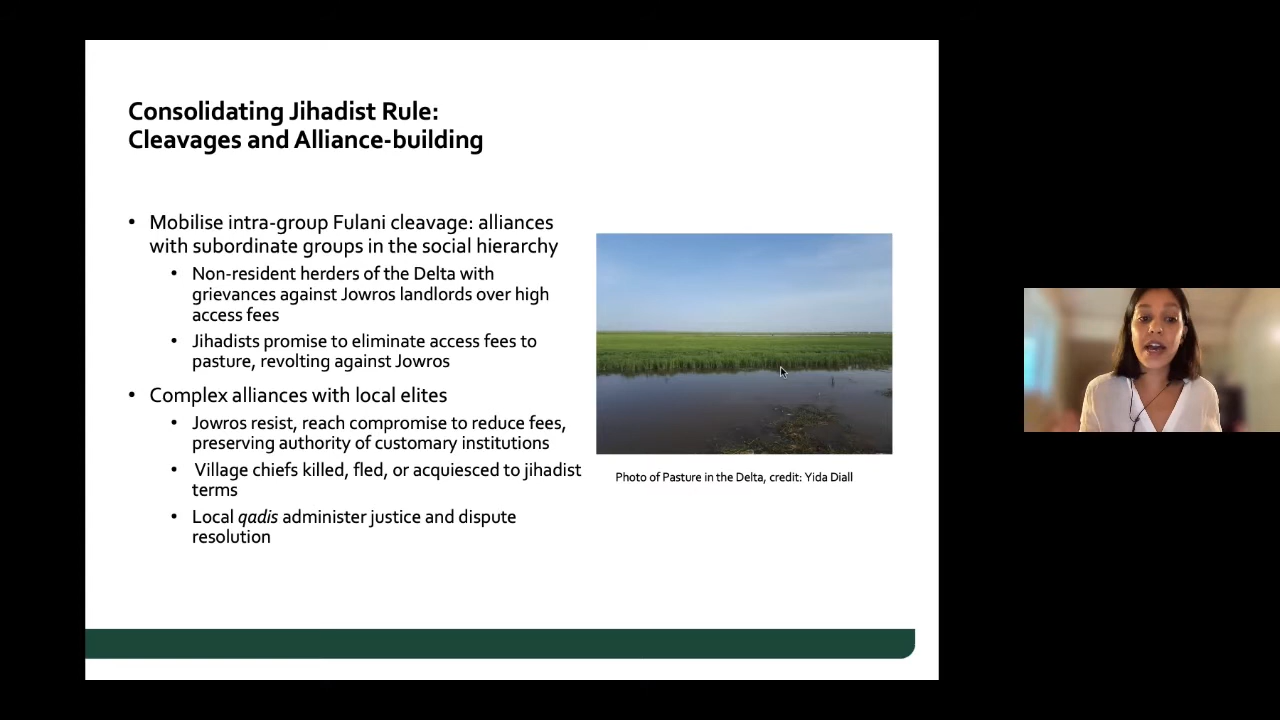 Consolidating Jihadist Rule:
Cleavages and Alliance-building
• Mobilise intra-group Fulani cleavage: alliances
with subordinate groups in the social hierarchy
• Non-resident herders of the Delta with
grievances against Jowros landlords over high
access fees
• Jihadists promise to eliminate access fees to
pasture, revolting against Jowros
• Complex alliances with local elites
• Jowros resist, reach compromise to reduce fees,
preserving authority of customary institutions
• Village chiefs killed, fled, or acquiesced to jihadist
terms
• Local qadis administer justice and dispute
resolution
Photo of Pasture in the Delta, credit: Yida Diall